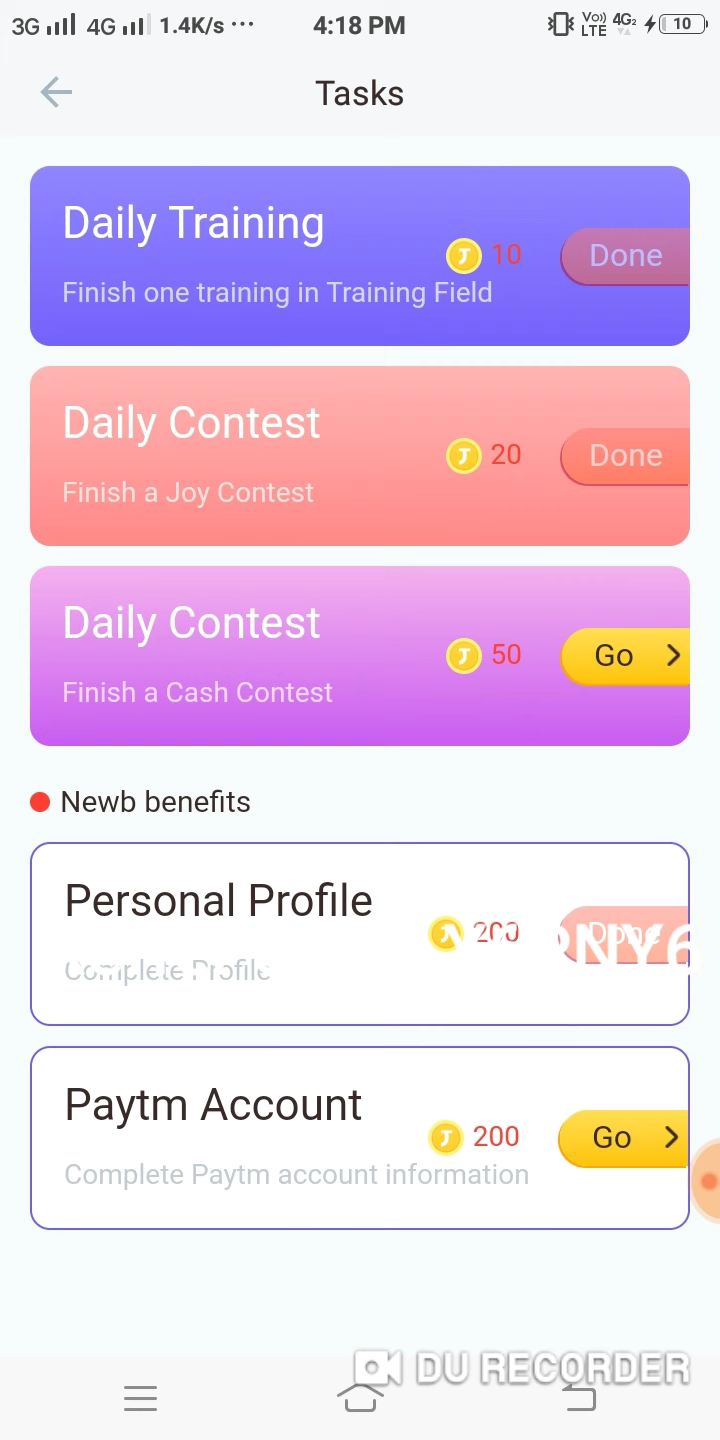 3G 4G 1.4K/s ... 4:18 PM Vo)) LTE 4G2 10
Tasks
Daily Training
10 Done
Finish one training in Training Field
Daily Contest
20 Done
Finish a Joy Contest
Daily Contest
50 Go
Finish a Cash Contest
Newb benefits
Personal Profile
200 Done
Complete Profile
Paytm Account
200 Go
Complete Paytm account information
DU RECORDER